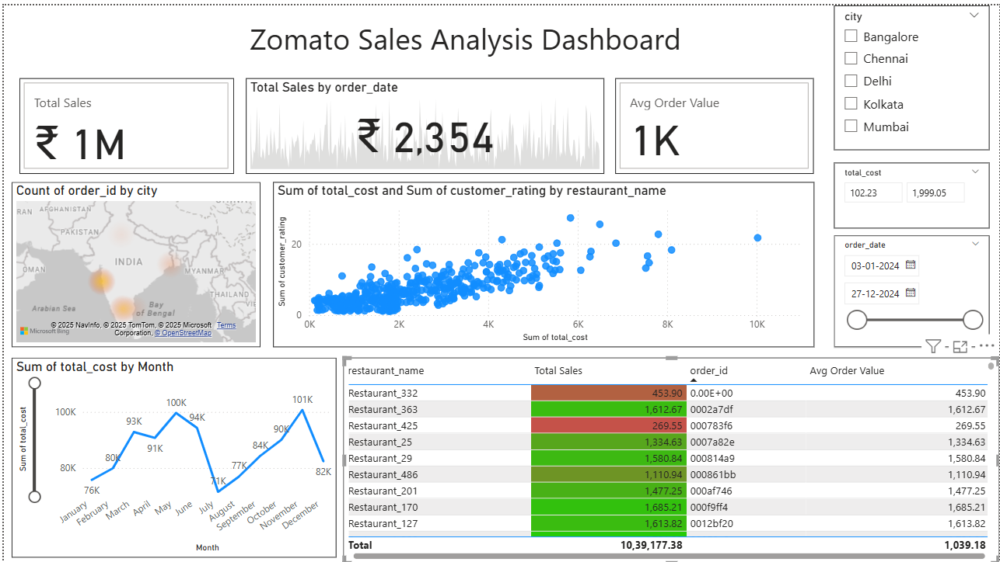 Zomato Sales Analysis Dashboard
city
Bangalore
Chennai
Delhi
Kolkata
Mumbai
Total Sales
₹ 1M
Total Sales by order_date
₹ 2,354
Avg Order Value
1K
total_cost
102.23 1,999.05
order_date
03-01-2024
27-12-2024
Count of order_id by city
AFGHANISTAN
PAKISTAN
INDIA
OMAN
MYANMAR
THAILAND
Arabian Sea
Bay
of Bengal
© 2025 NavInfo, © 2025 TomTom, © 2025 Microsoft Terms
Corporation, © OpenStreetMap
Microsoft Bing
Sum of total_cost and Sum of customer_rating by restaurant_name
Sum of customer_rating
20
0
0K 2K 4K 6K 8K 10K
Sum of total_cost
Sum of total_cost by Month
Sum of total_cost
100K
80K
76K
80K
93K
91K
100K
94K
71K
77K
84K
90K
101K
82K
January February March April May June July August September October November December
Month
restaurant_name Total Sales order_id Avg Order Value
Restaurant_332 453.90 0.00E+00 453.90
Restaurant_363 1,612.67 0002a7df 1,612.67
Restaurant_425 269.55 000783f6 269.55
Restaurant_25 1,334.63 0007a82e 1,334.63
Restaurant_29 1,580.84 000814a9 1,580.84
Restaurant_486 1,110.94 000861bb 1,110.94
Restaurant_201 1,477.25 000af746 1,477.25
Restaurant_170 1,685.21 000f9ff4 1,685.21
Restaurant_127 1,613.82 0012bf20 1,613.82
Total 10,39,177.38 1,039.18